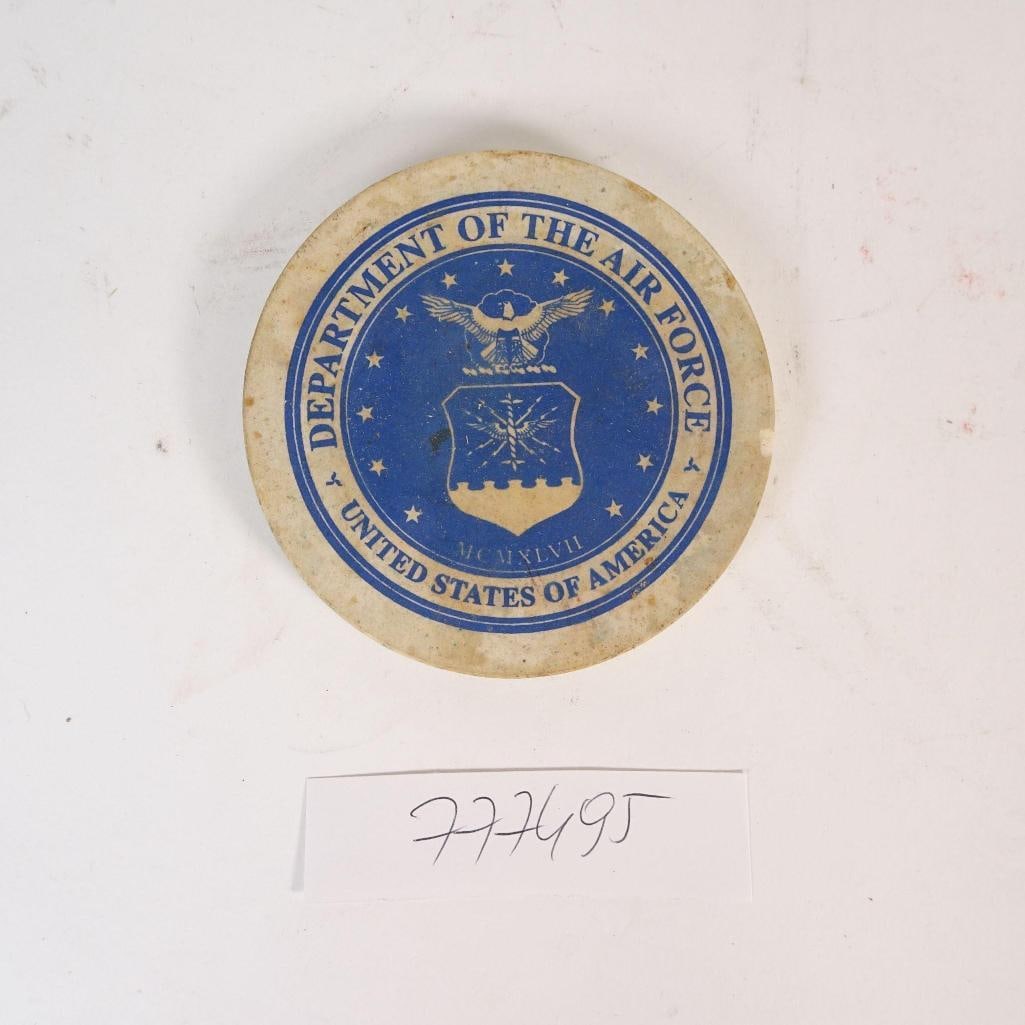 DEPARTMENT OF THE AIR FORCE
MCMXLVII
UNITED STATES OF AMERICA
777495